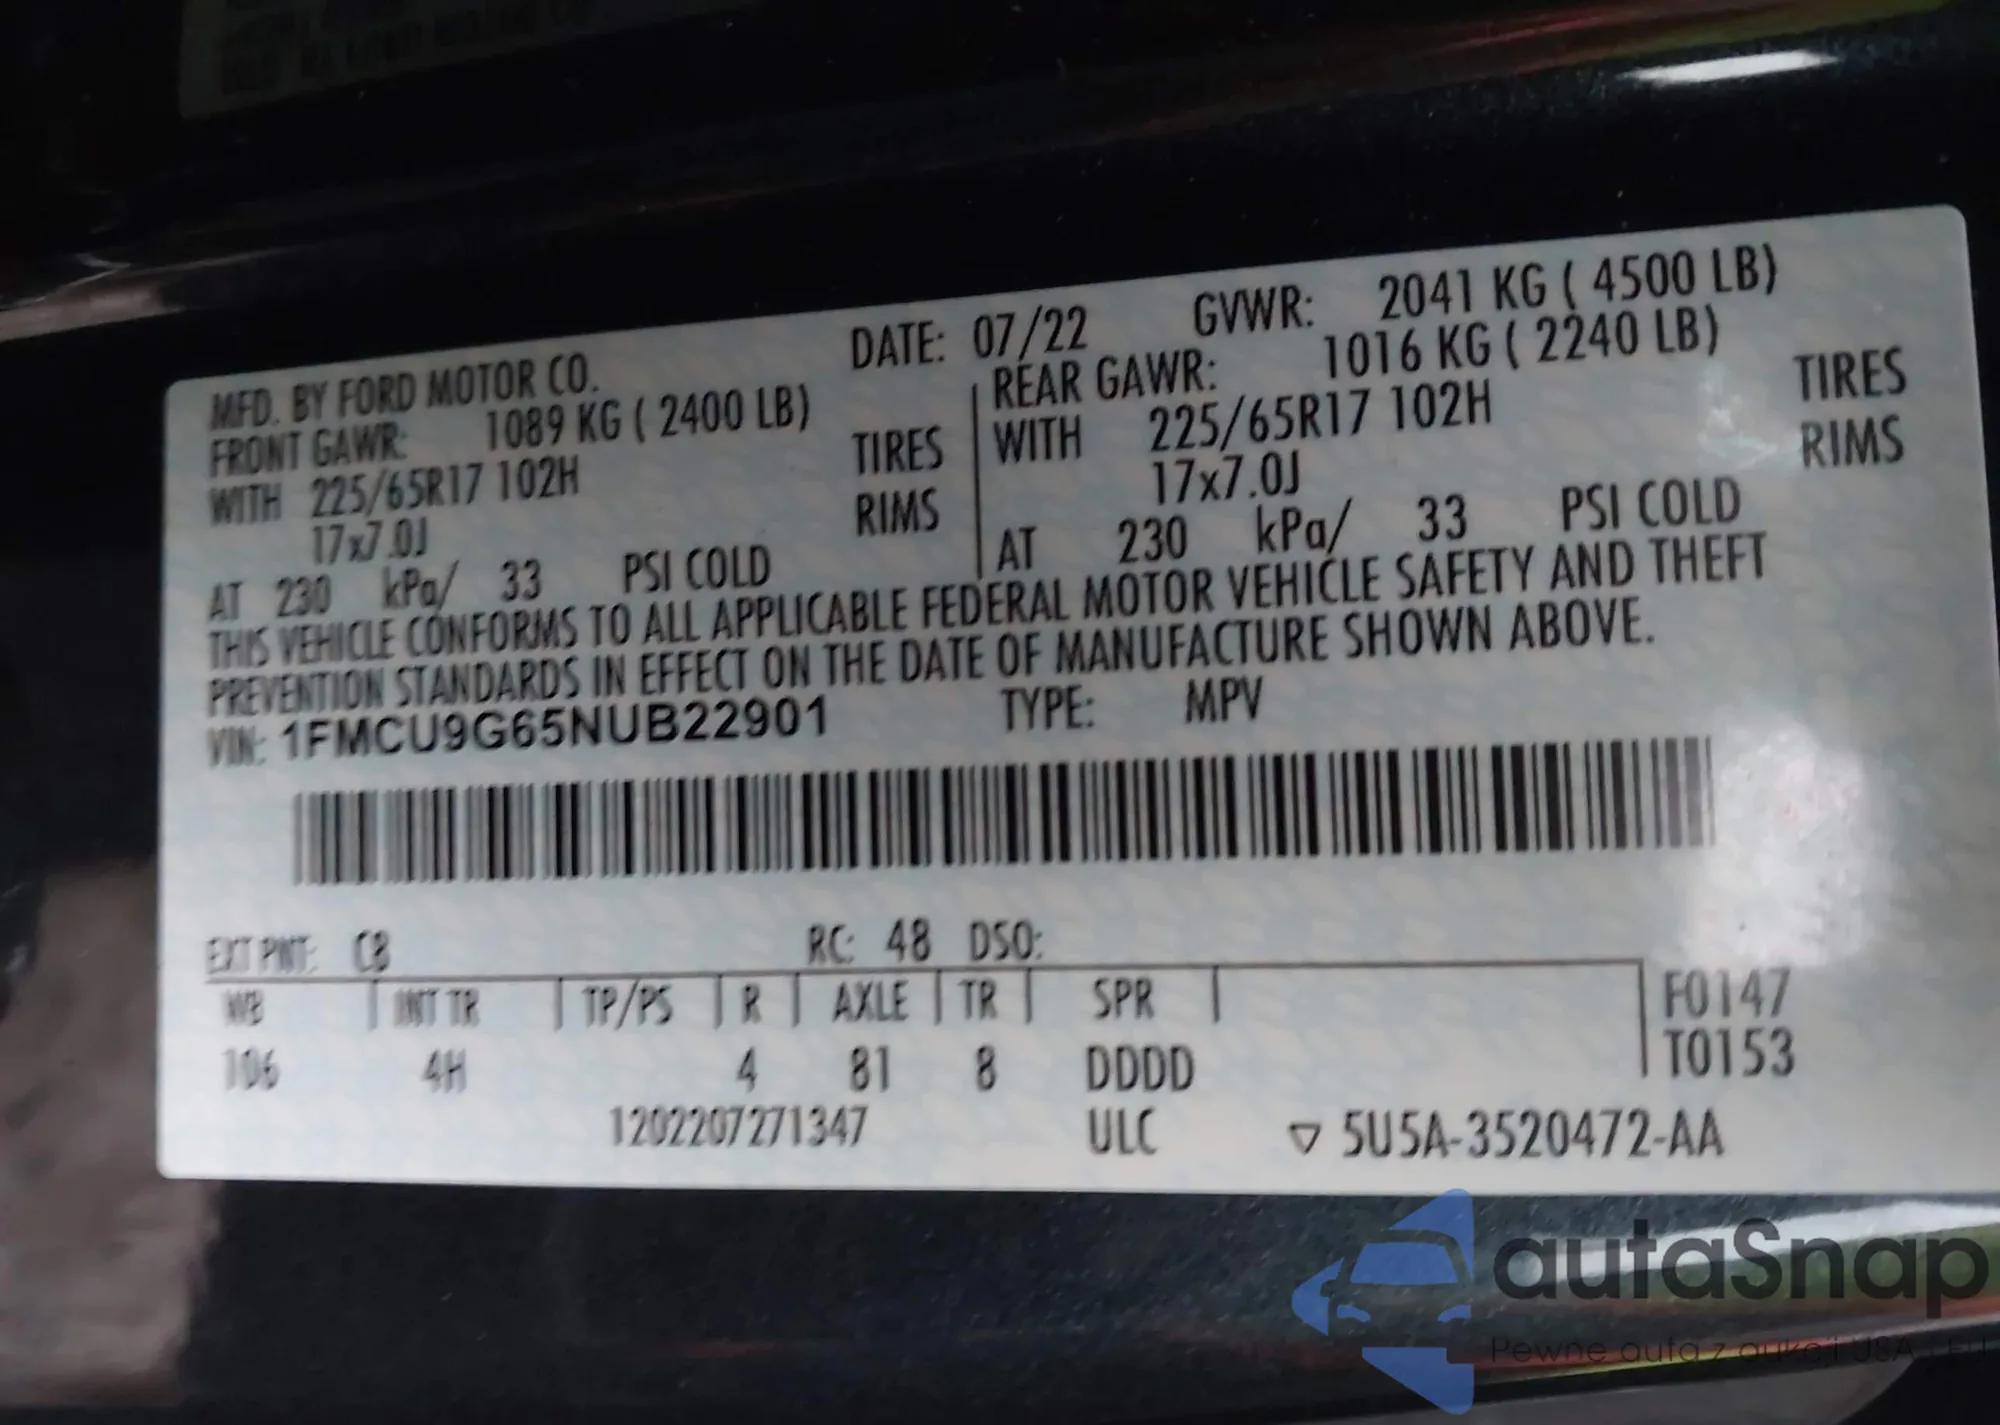 MFD. BY FORD MOTOR CO. DATE: 07/22 GVWR: 2041 KG ( 4500 LB)
FRONT GAWR: 1089 KG ( 2400 LB) REAR GAWR: 1016 KG ( 2240 LB)
WITH 225/65R17 102H TIRES WITH 225/65R17 102H TIRES
17x7.0J RIMS 17x7.0J RIMS
AT 230 kPa/ 33 PSI COLD AT 230 kPa/ 33 PSI COLD
THIS VEHICLE CONFORMS TO ALL APPLICABLE FEDERAL MOTOR VEHICLE SAFETY AND THEFT
PREVENTION STANDARDS IN EFFECT ON THE DATE OF MANUFACTURE SHOWN ABOVE.
VIN: 1FMCU9G65NUB22901 TYPE: MPV
EXT PNT: C8 RC: 48 DSO:
WB INT TR TP/PS R AXLE TR SPR F0147
106 4H 4 81 8 DDDD T0153
1202207271347 ULC ▽ 5U5A-3520472-AA
autaSnap
Pewne auta z aukcji USA i EU